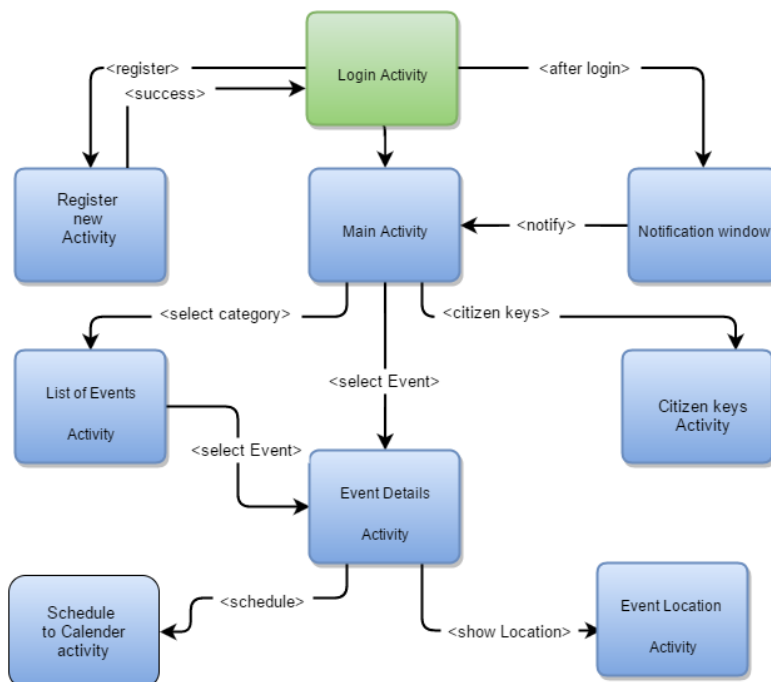 <register>
Login Activity
<after login>
<success>
Register
new
Activity
Main Activity
<notify>
Notification window
<select category>
<citizen keys>
List of Events
Activity
<select Event>
Citizen keys
Activity
<select Event>
Event Details
Activity
Schedule
to Calender
activity
<schedule>
<show Location>
Event Location
Activity